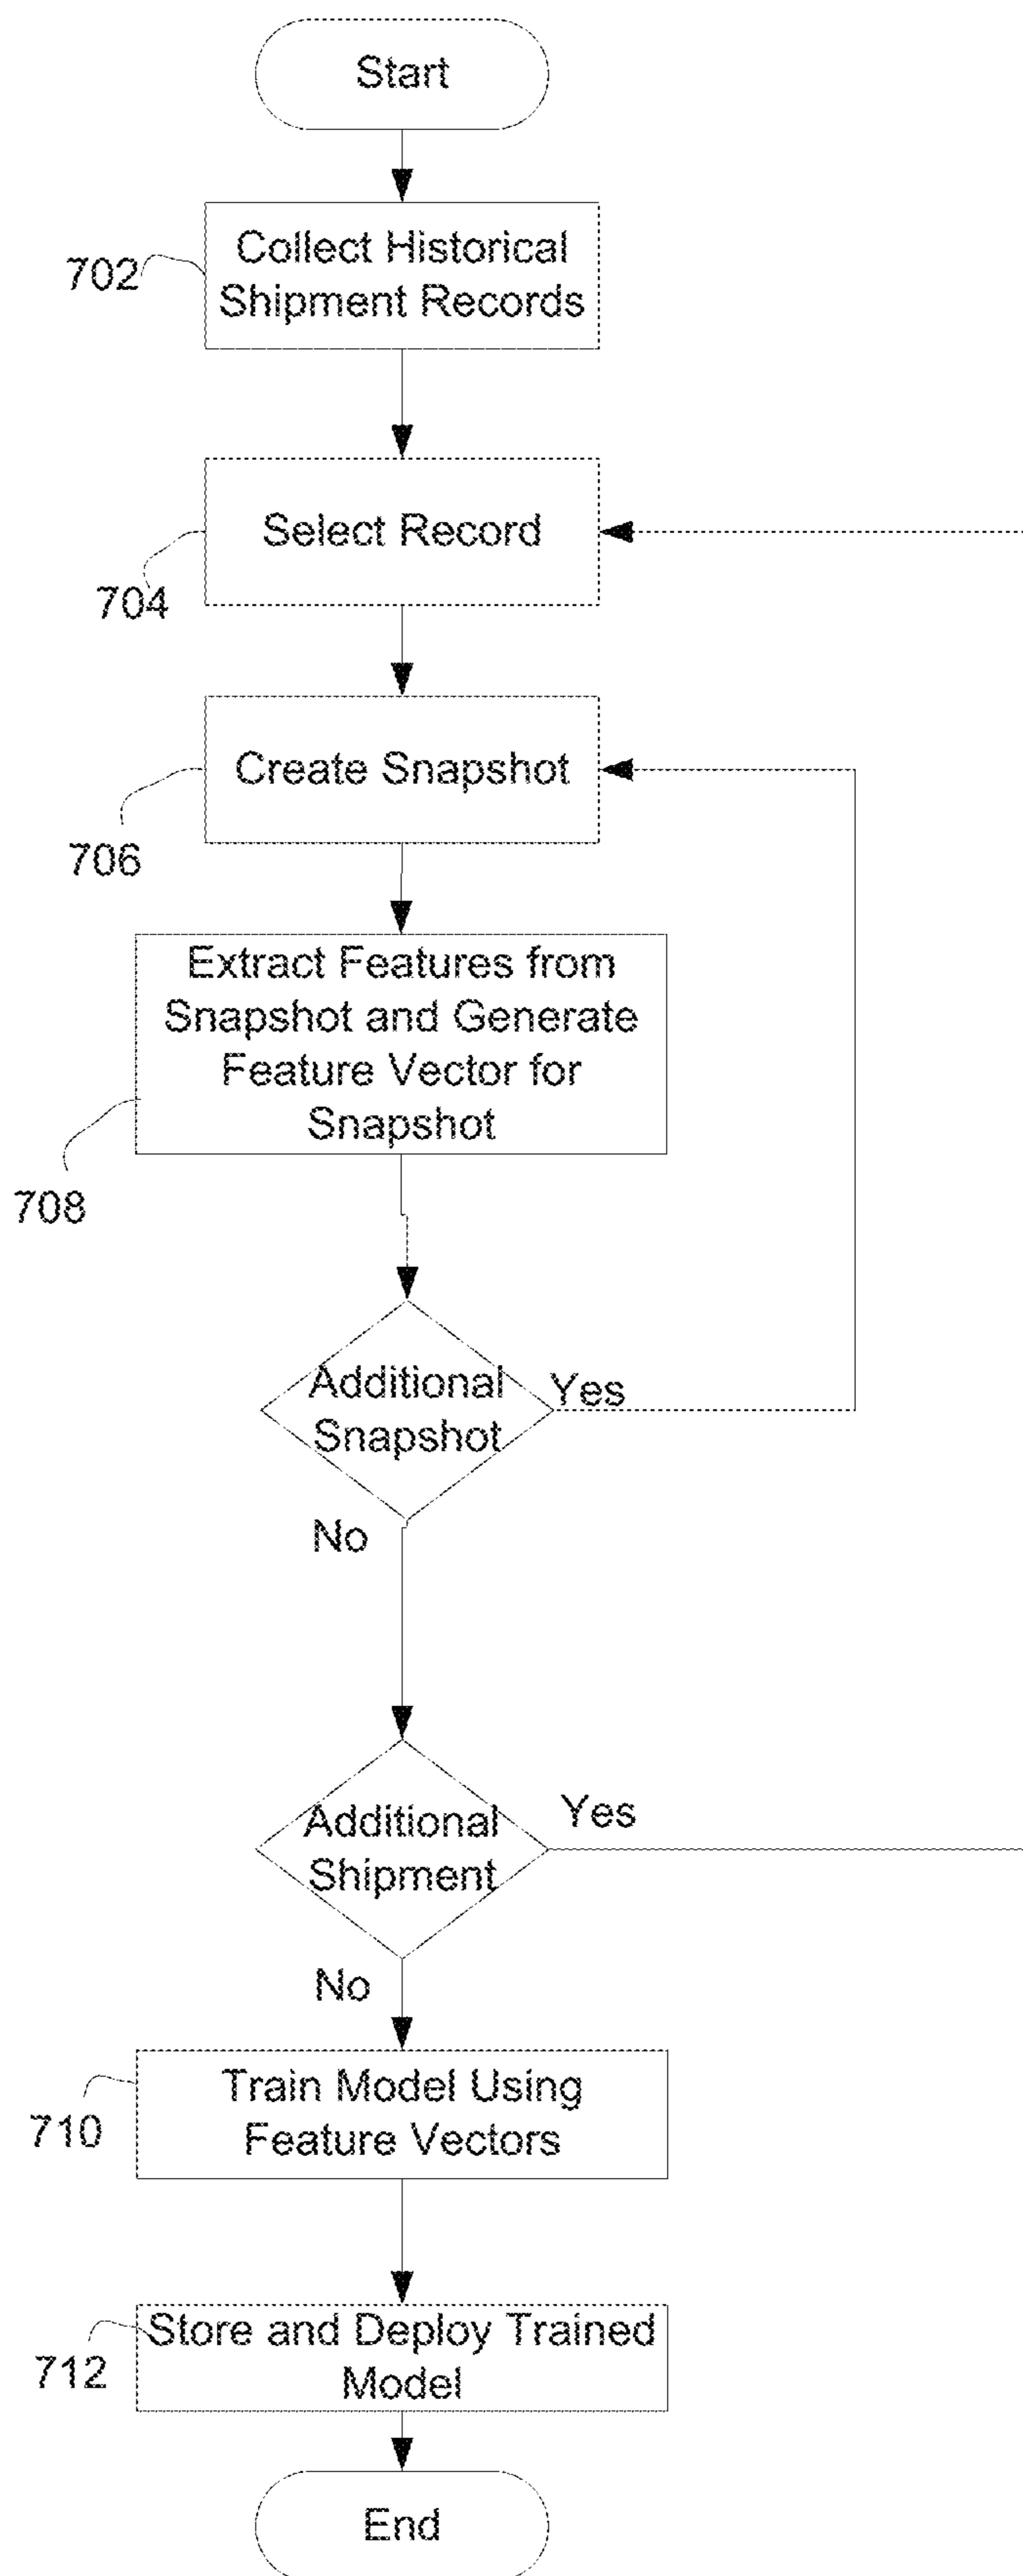 Start
702
Collect Historical
Shipment Records
Select Record
704
Create Snapshot
706
Extract Features from
Snapshot and Generate
Feature Vector for
Snapshot
708
Additional
Snapshot
Yes
No
Additional
Shipment
Yes
No
710
Train Model Using
Feature Vectors
712
Store and Deploy Trained
Model
End